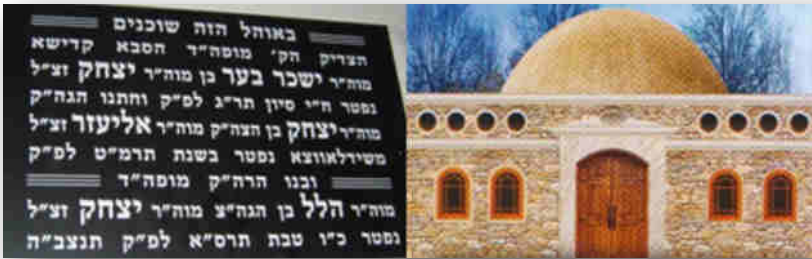 באוהל הזה שוכנים
הצדיק הק' מופה"ד הסבא קדישא
מוה"ר ישכר בער בן מוה"ר יצחק זצ"ל
נפטר ח"י סיון תר"ג לפ"ק וחתנו הגה"ק
מוה"ר יצחק בן הצה"ק מוה"ר אליעזר זצ"ל
משידלאווצא נפטר בשנת תרמ"ט לפ"ק
ובנו הרה"ק מופה"ד
מוה"ר הלל בן הגה"צ מוה"ר יצחק זצ"ל
נפטר כ"ו טבת תרס"א לפ"ק תנצב"ה